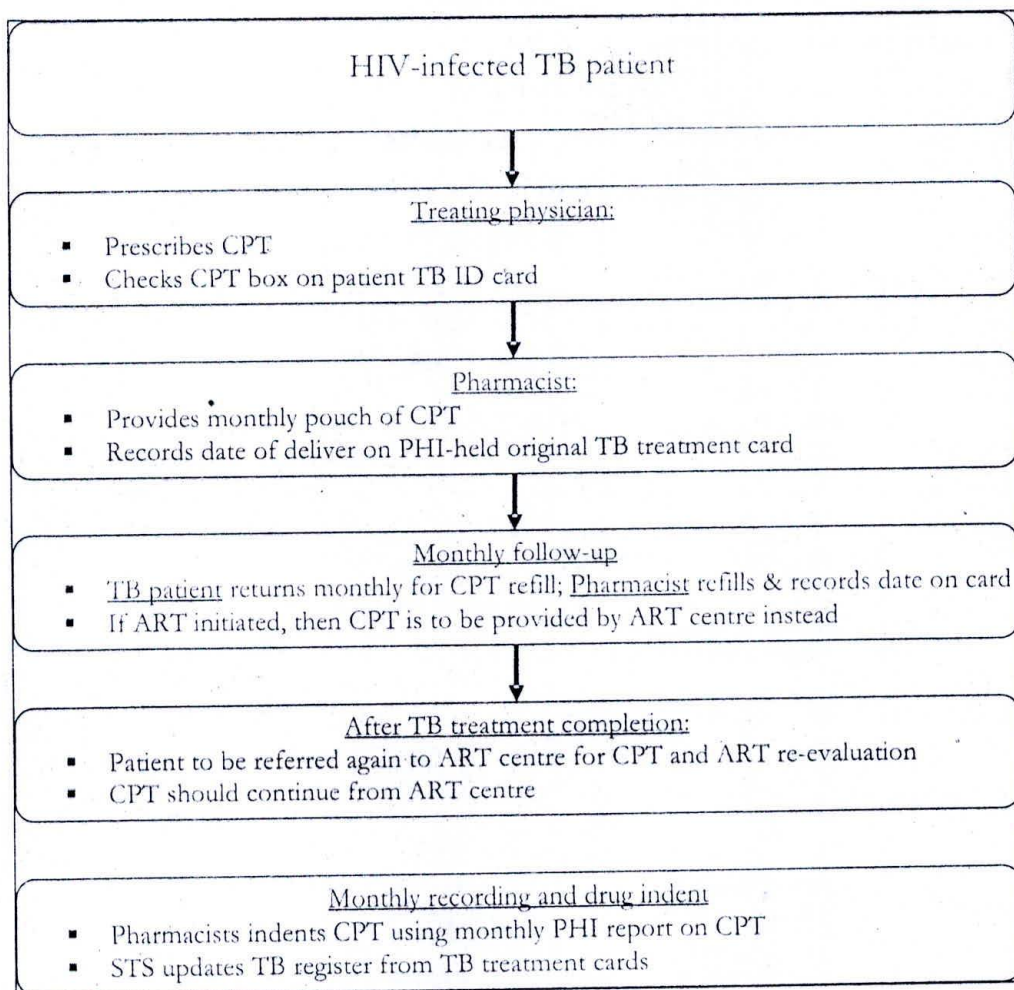 HIV-infected TB patient
Treating physician:
▪ Prescribes CPT
▪ Checks CPT box on patient TB ID card
Pharmacist:
▪ Provides monthly pouch of CPT
▪ Records date of deliver on PHI-held original TB treatment card
Monthly follow-up
▪ TB patient returns monthly for CPT refill; Pharmacist refills & records date on card
▪ If ART initiated, then CPT is to be provided by ART centre instead
After TB treatment completion:
▪ Patient to be referred again to ART centre for CPT and ART re-evaluation
▪ CPT should continue from ART centre
Monthly recording and drug indent
▪ Pharmacists indents CPT using monthly PHI report on CPT
▪ STS updates TB register from TB treatment cards